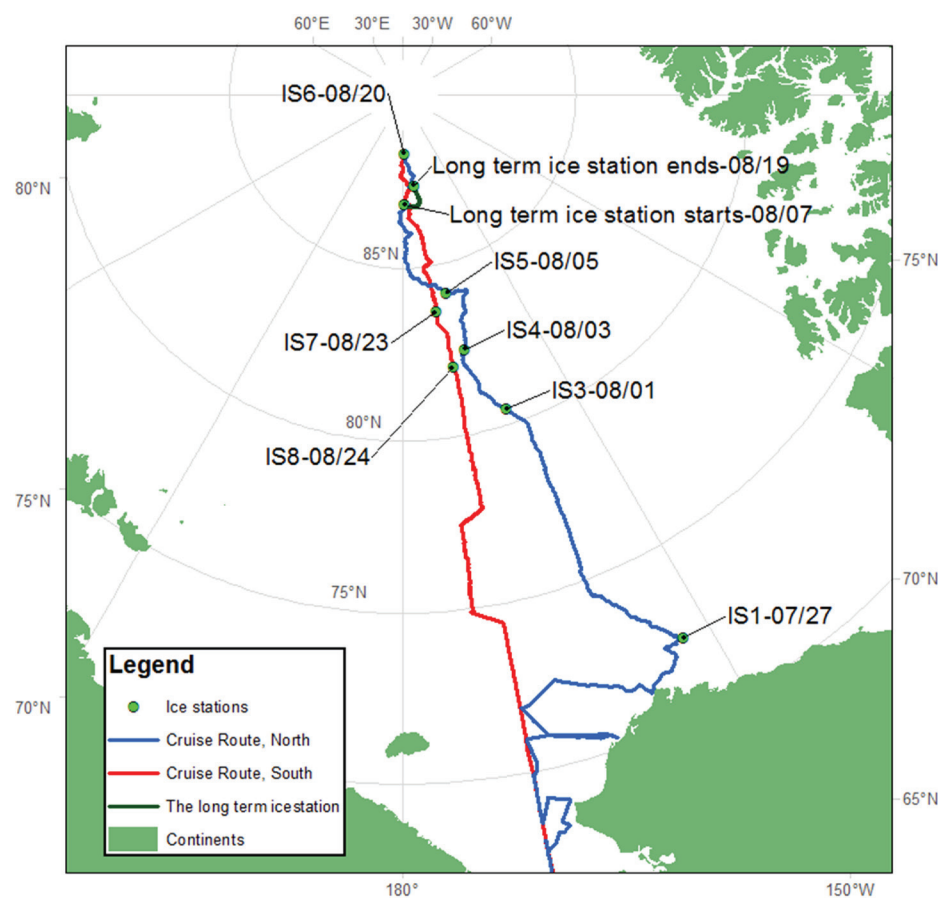 60°E 30°E 30°W 60°W
IS6-08/20
Long term ice station ends-08/19
80°N
Long term ice station starts-08/07
85°N
75°N
IS5-08/05
IS4-08/03
IS7-08/23
IS3-08/01
80°N
IS8-08/24
75°N
70°N
75°N
IS1-07/27
Legend
Ice stations
70°N
Cruise Route, North
Cruise Route, South
The long term icestation
65°N
Continents
180°
150°W